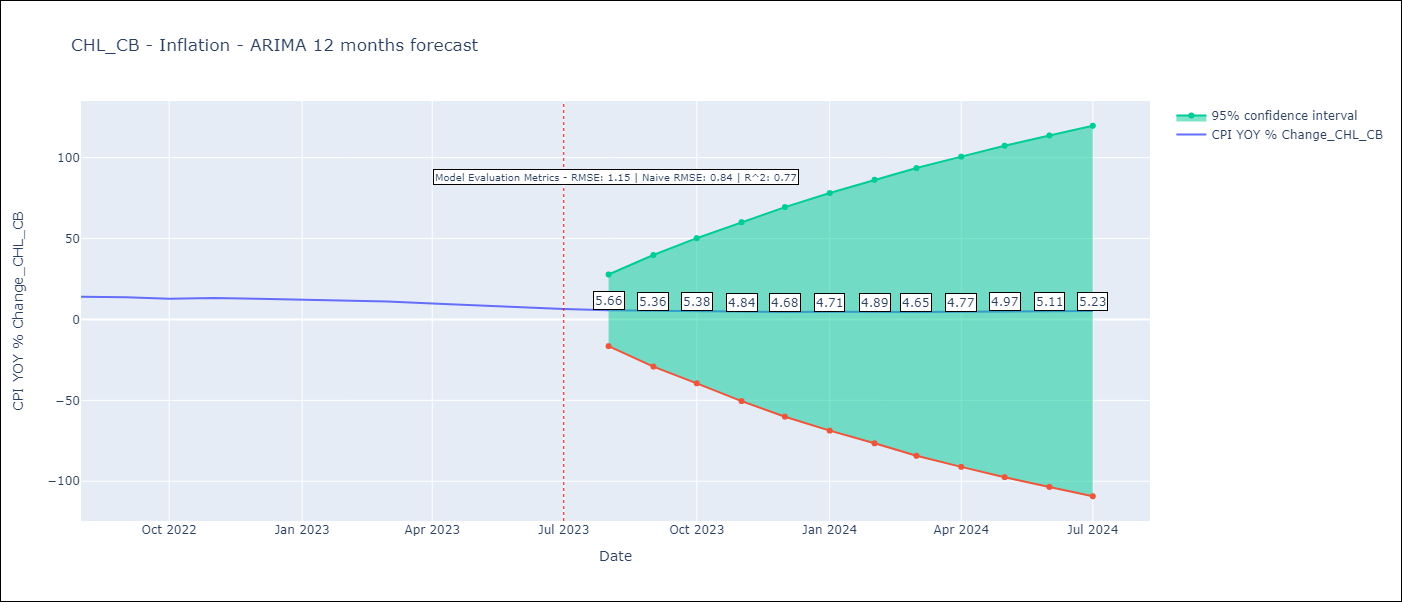 CHL_CB - Inflation - ARIMA 12 months forecast
95% confidence interval
CPI YOY % Change_CHL_CB
Model Evaluation Metrics - RMSE: 1.15 | Naive RMSE: 0.84 | R^2: 0.77
CPI YOY % Change_CHL_CB
100
50
0
−50
−100
5.66 5.36 5.38 4.84 4.68 4.71 4.89 4.65 4.77 4.97 5.11 5.23
Oct 2022 Jan 2023 Apr 2023 Jul 2023 Oct 2023 Jan 2024 Apr 2024 Jul 2024
Date